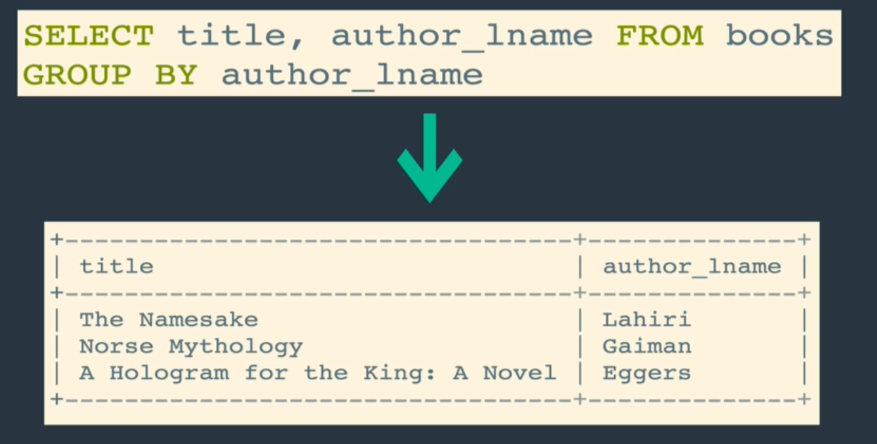 SELECT title, author_lname FROM books
GROUP BY author_lname
+----------------------------------+--------------+
| title                            | author_lname |
+----------------------------------+--------------+
| The Namesake                     | Lahiri       |
| Norse Mythology                  | Gaiman       |
| A Hologram for the King: A Novel | Eggers       |
+----------------------------------+--------------+